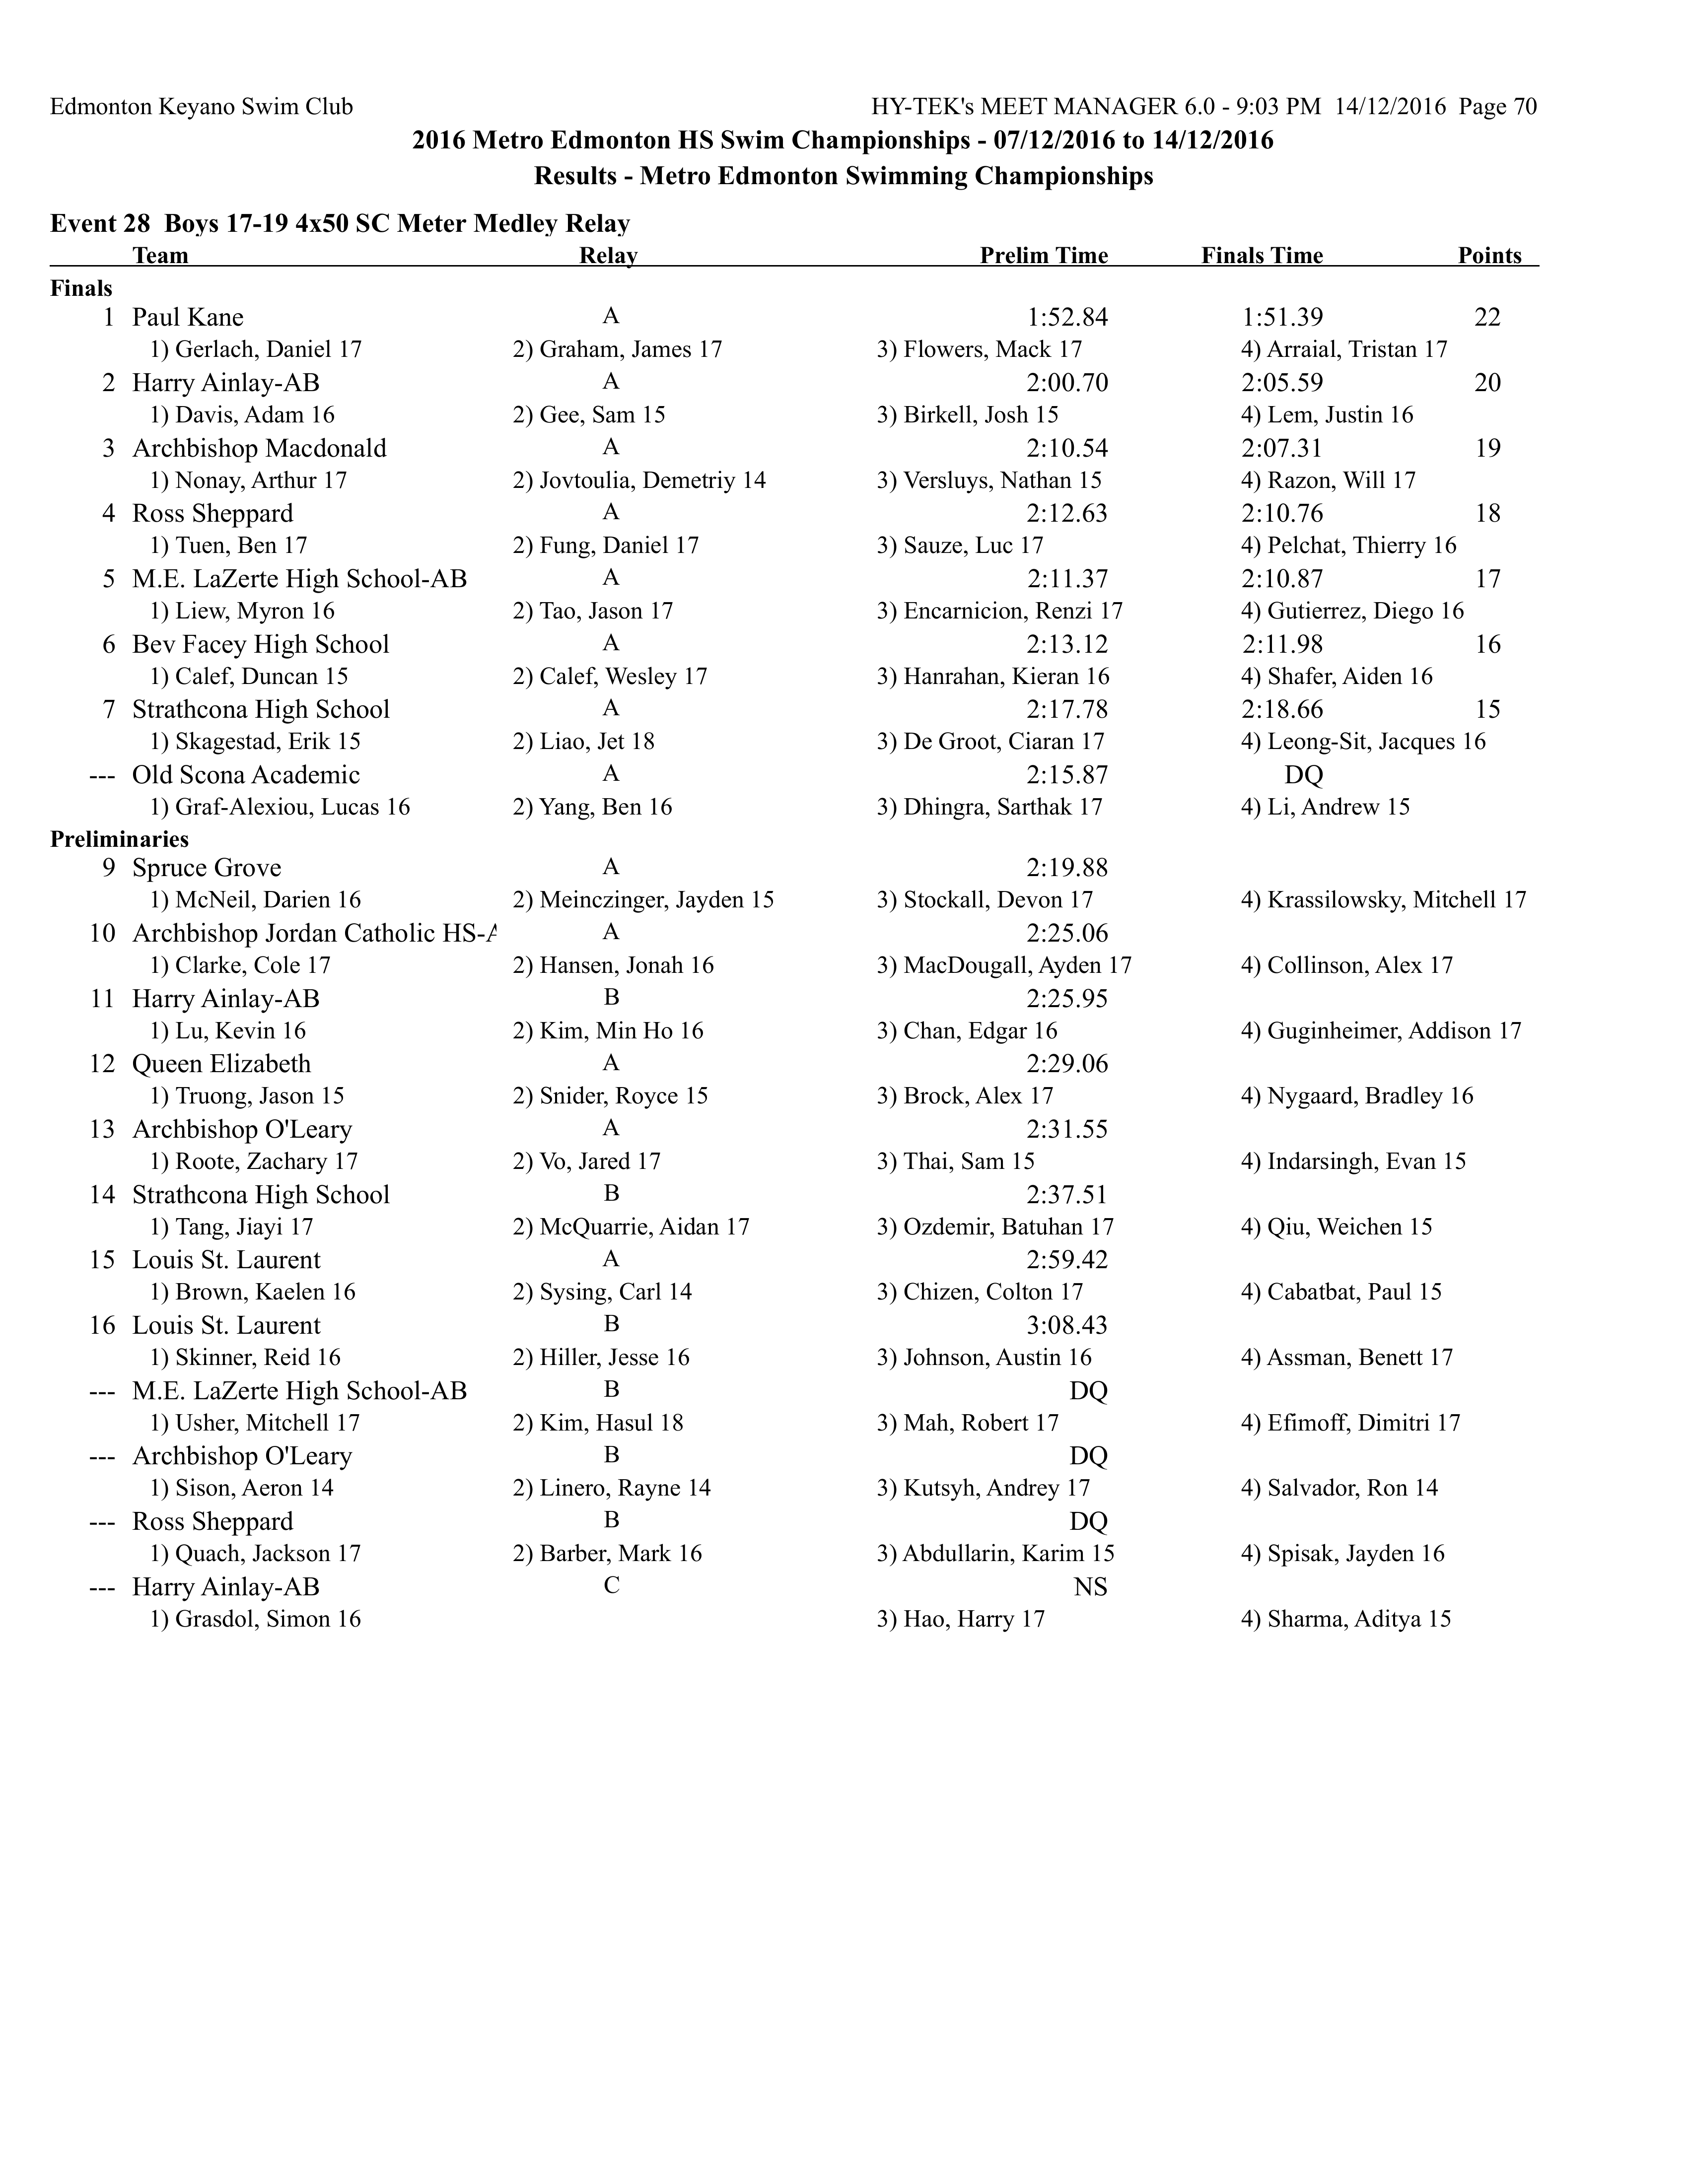 Edmonton Keyano Swim Club HY-TEK's MEET MANAGER 6.0 - 9:03 PM 14/12/2016 Page 70
2016 Metro Edmonton HS Swim Championships - 07/12/2016 to 14/12/2016
Results - Metro Edmonton Swimming Championships
Event 28 Boys 17-19 4x50 SC Meter Medley Relay
Team Relay Prelim Time Finals Time Points
Finals
1 Paul Kane A 1:52.84 1:51.39 22
1) Gerlach, Daniel 17 2) Graham, James 17 3) Flowers, Mack 17 4) Arraial, Tristan 17
2 Harry Ainlay-AB A 2:00.70 2:05.59 20
1) Davis, Adam 16 2) Gee, Sam 15 3) Birkell, Josh 15 4) Lem, Justin 16
3 Archbishop Macdonald A 2:10.54 2:07.31 19
1) Nonay, Arthur 17 2) Jovtoulia, Demetriy 14 3) Versluys, Nathan 15 4) Razon, Will 17
4 Ross Sheppard A 2:12.63 2:10.76 18
1) Tuen, Ben 17 2) Fung, Daniel 17 3) Sauze, Luc 17 4) Pelchat, Thierry 16
5 M.E. LaZerte High School-AB A 2:11.37 2:10.87 17
1) Liew, Myron 16 2) Tao, Jason 17 3) Encarnicion, Renzi 17 4) Gutierrez, Diego 16
6 Bev Facey High School A 2:13.12 2:11.98 16
1) Calef, Duncan 15 2) Calef, Wesley 17 3) Hanrahan, Kieran 16 4) Shafer, Aiden 16
7 Strathcona High School A 2:17.78 2:18.66 15
1) Skagestad, Erik 15 2) Liao, Jet 18 3) De Groot, Ciaran 17 4) Leong-Sit, Jacques 16
--- Old Scona Academic A 2:15.87 DQ
1) Graf-Alexiou, Lucas 16 2) Yang, Ben 16 3) Dhingra, Sarthak 17 4) Li, Andrew 15
Preliminaries
9 Spruce Grove A 2:19.88
1) McNeil, Darien 16 2) Meinczinger, Jayden 15 3) Stockall, Devon 17 4) Krassilowsky, Mitchell 17
10 Archbishop Jordan Catholic HS-A A 2:25.06
1) Clarke, Cole 17 2) Hansen, Jonah 16 3) MacDougall, Ayden 17 4) Collinson, Alex 17
11 Harry Ainlay-AB B 2:25.95
1) Lu, Kevin 16 2) Kim, Min Ho 16 3) Chan, Edgar 16 4) Guginheimer, Addison 17
12 Queen Elizabeth A 2:29.06
1) Truong, Jason 15 2) Snider, Royce 15 3) Brock, Alex 17 4) Nygaard, Bradley 16
13 Archbishop O'Leary A 2:31.55
1) Roote, Zachary 17 2) Vo, Jared 17 3) Thai, Sam 15 4) Indarsingh, Evan 15
14 Strathcona High School B 2:37.51
1) Tang, Jiayi 17 2) McQuarrie, Aidan 17 3) Ozdemir, Batuhan 17 4) Qiu, Weichen 15
15 Louis St. Laurent A 2:59.42
1) Brown, Kaelen 16 2) Sysing, Carl 14 3) Chizen, Colton 17 4) Cabatbat, Paul 15
16 Louis St. Laurent B 3:08.43
1) Skinner, Reid 16 2) Hiller, Jesse 16 3) Johnson, Austin 16 4) Assman, Benett 17
--- M.E. LaZerte High School-AB B DQ
1) Usher, Mitchell 17 2) Kim, Hasul 18 3) Mah, Robert 17 4) Efimoff, Dimitri 17
--- Archbishop O'Leary B DQ
1) Sison, Aeron 14 2) Linero, Rayne 14 3) Kutsyh, Andrey 17 4) Salvador, Ron 14
--- Ross Sheppard B DQ
1) Quach, Jackson 17 2) Barber, Mark 16 3) Abdullarin, Karim 15 4) Spisak, Jayden 16
--- Harry Ainlay-AB C NS
1) Grasdol, Simon 16 3) Hao, Harry 17 4) Sharma, Aditya 15